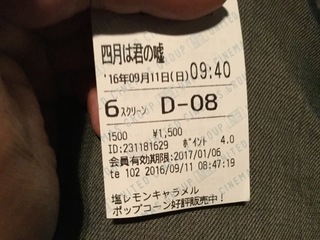 四月は君の嘘
'16年09月11日(日)09:40
6スクリーン D-08
1500 ¥1,500
ID:231181629 ポイント 4.0
会員有効期限:2017/01/06
te 102 2016/09/11 08:47:19
塩レモンキャラメル
ポップコーン好評販売中!